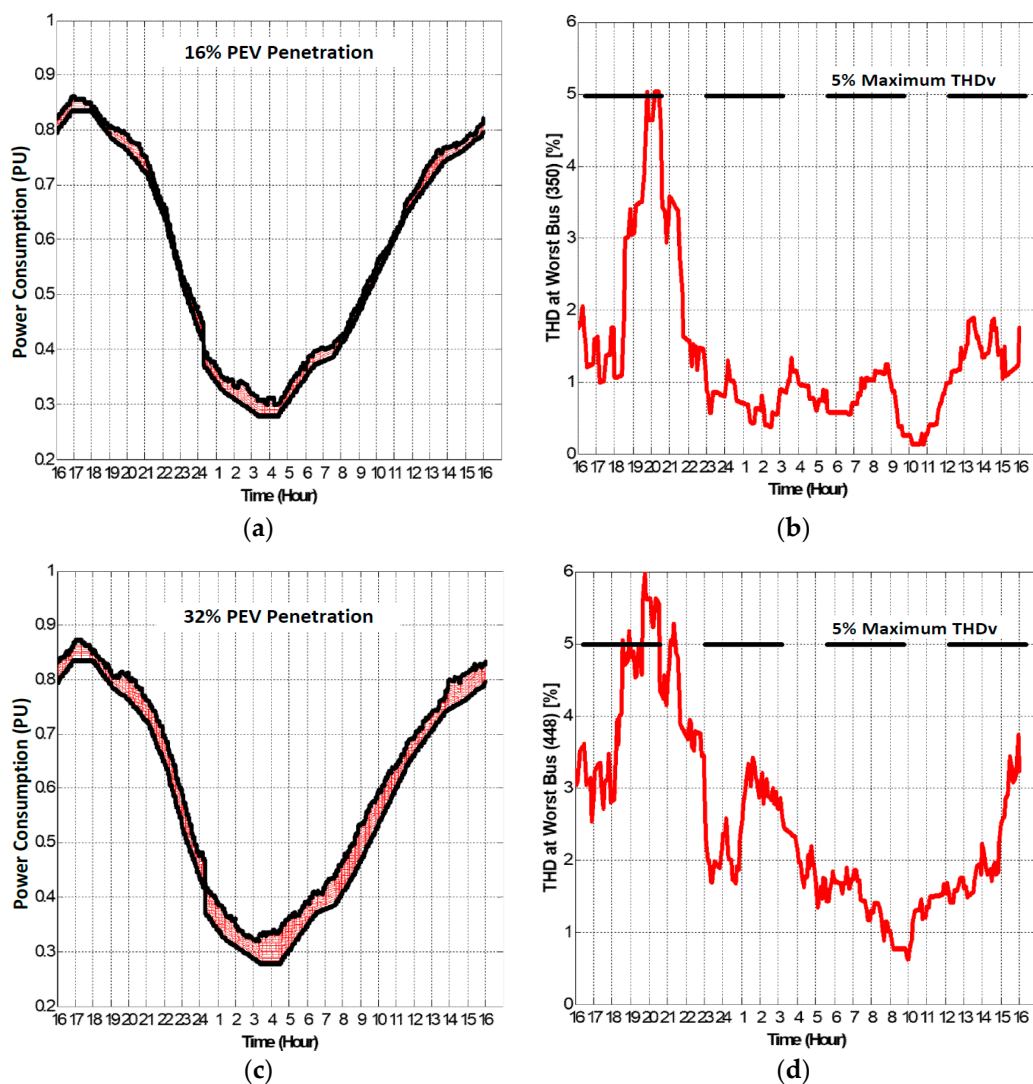 16% PEV Penetration
Power Consumption (PU)
1
0.9
0.8
0.7
0.6
0.5
0.4
0.3
0.2
16 17 18 19 20 21 22 23 24 1 2 3 4 5 6 7 8 9 10 11 12 13 14 15 16
Time (Hour)
(a)
5% Maximum THDv
THD at Worst Bus (350) [%]
6
5
4
3
2
1
0
16 17 18 19 20 21 22 23 24 1 2 3 4 5 6 7 8 9 10 11 12 13 14 15 16
Time (Hour)
(b)
32% PEV Penetration
Power Consumption (PU)
1
0.9
0.8
0.7
0.6
0.5
0.4
0.3
0.2
16 17 18 19 20 21 22 23 24 1 2 3 4 5 6 7 8 9 10 11 12 13 14 15 16
Time (Hour)
(c)
5% Maximum THDv
THD at Worst Bus (448) [%]
6
5
4
3
2
1
0
16 17 18 19 20 21 22 23 24 1 2 3 4 5 6 7 8 9 10 11 12 13 14 15 16
Time (Hour)
(d)